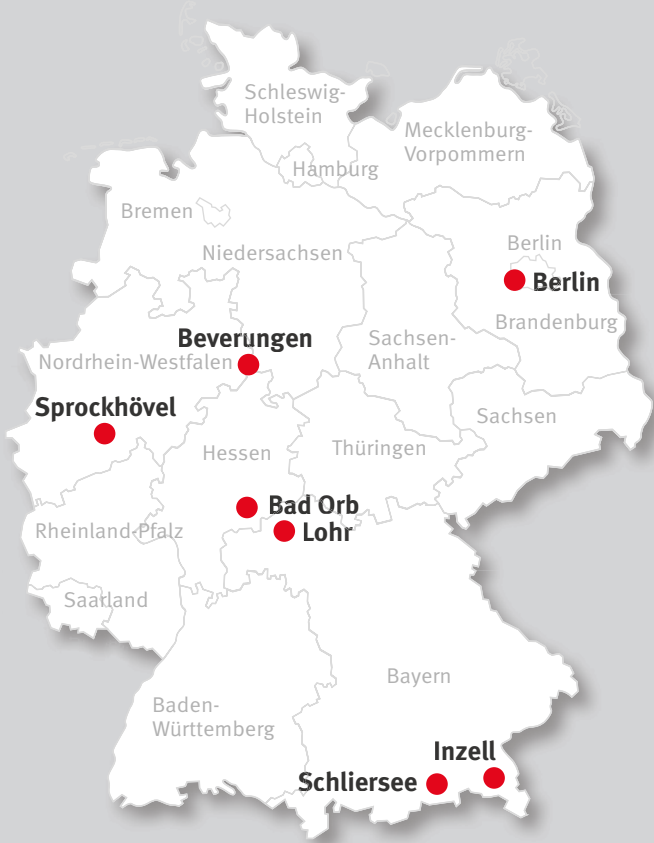 Schleswig-
Holstein
Mecklenburg-
Vorpommern
Hamburg
Bremen
Niedersachsen
Berlin
Berlin
Brandenburg
Beverungen
Nordrhein-Westfalen
Sachsen-
Anhalt
Sprockhövel
Sachsen
Hessen
Thüringen
Bad Orb
Lohr
Rheinland-Pfalz
Saarland
Bayern
Baden-
Württemberg
Inzell
Schliersee